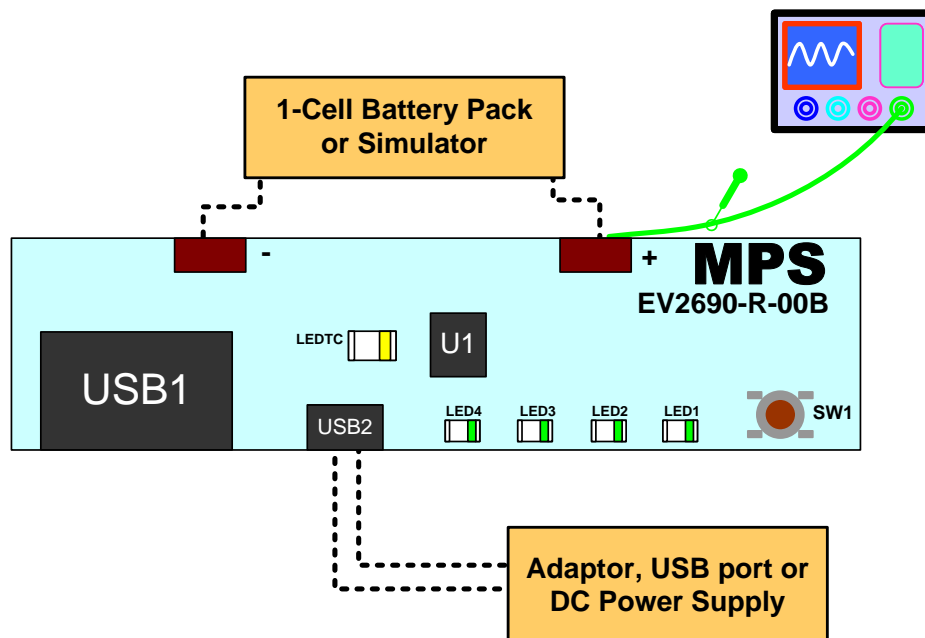 1-Cell Battery Pack
or Simulator
-
+
MPS
EV2690-R-00B
LEDTC
U1
USB1
USB2
LED4
LED3
LED2
LED1
SW1
Adaptor, USB port or
DC Power Supply